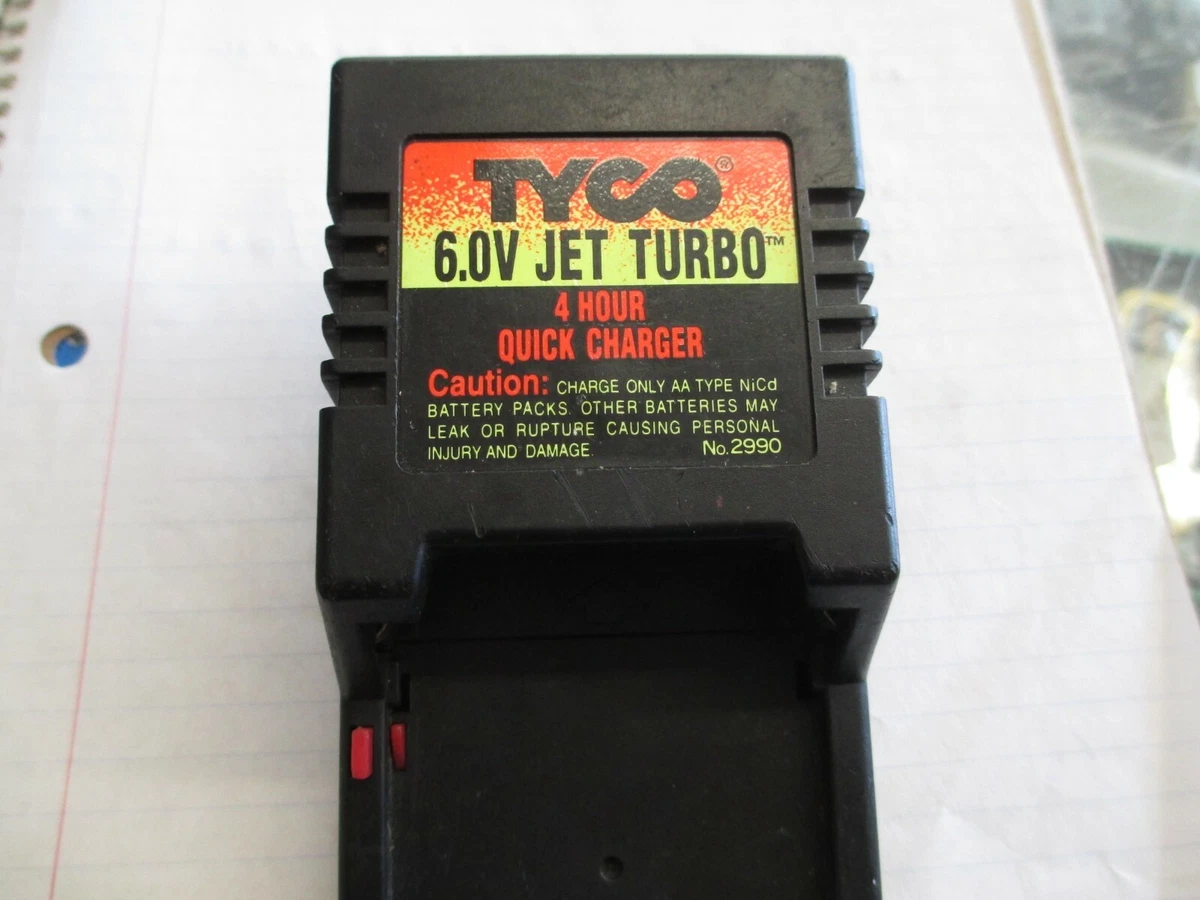 TYCO®
6.0V JET TURBO™
4 HOUR
QUICK CHARGER
Caution: CHARGE ONLY AA TYPE NiCd
BATTERY PACKS. OTHER BATTERIES MAY
LEAK OR RUPTURE CAUSING PERSONAL
INJURY AND DAMAGE. No.2990